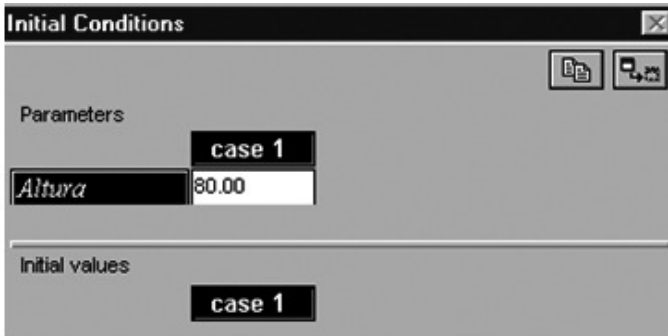 Initial Conditions
Parameters
case 1
Altura 80.00
Initial values
case 1